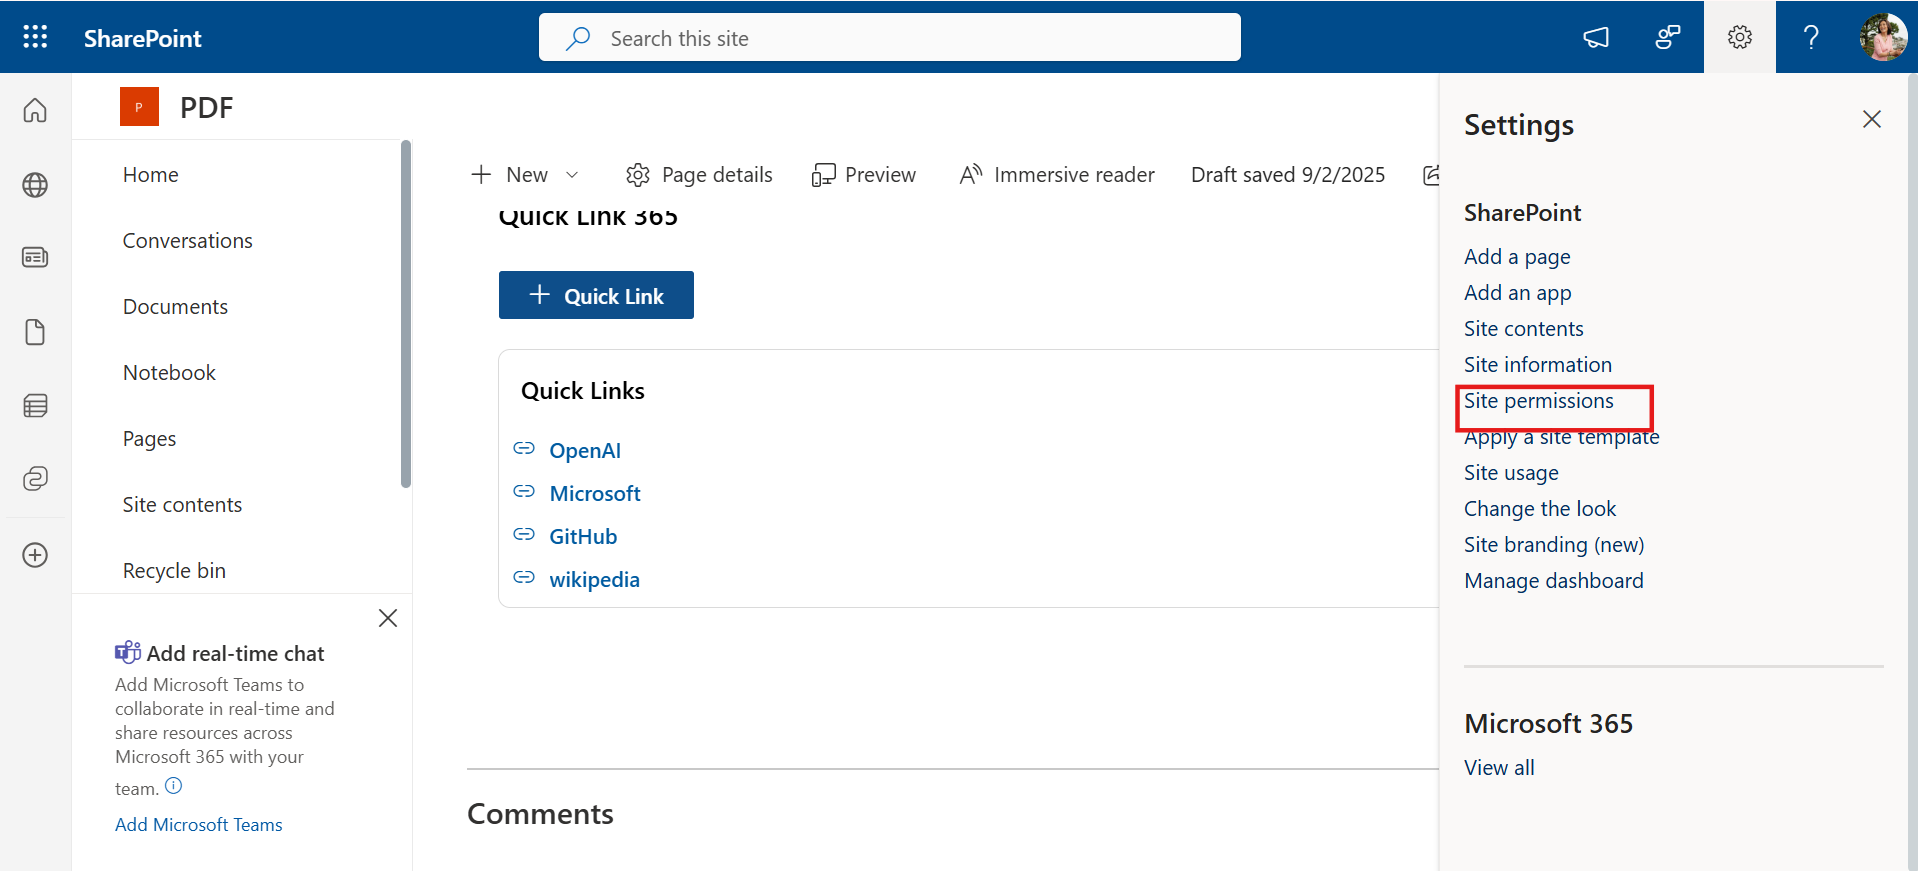 SharePoint
Search this site
P
PDF
Home
Conversations
Documents
Notebook
Pages
Site contents
Recycle bin
Add real-time chat
Add Microsoft Teams to
collaborate in real-time and
share resources across
Microsoft 365 with your
team.
Add Microsoft Teams
New
Page details
Preview
Immersive reader
Draft saved 9/2/2025
Quick Link 365
Quick Link
Quick Links
OpenAI
Microsoft
GitHub
wikipedia
Comments
Settings
SharePoint
Add a page
Add an app
Site contents
Site information
Site permissions
Apply a site template
Site usage
Change the look
Site branding (new)
Manage dashboard
Microsoft 365
View all